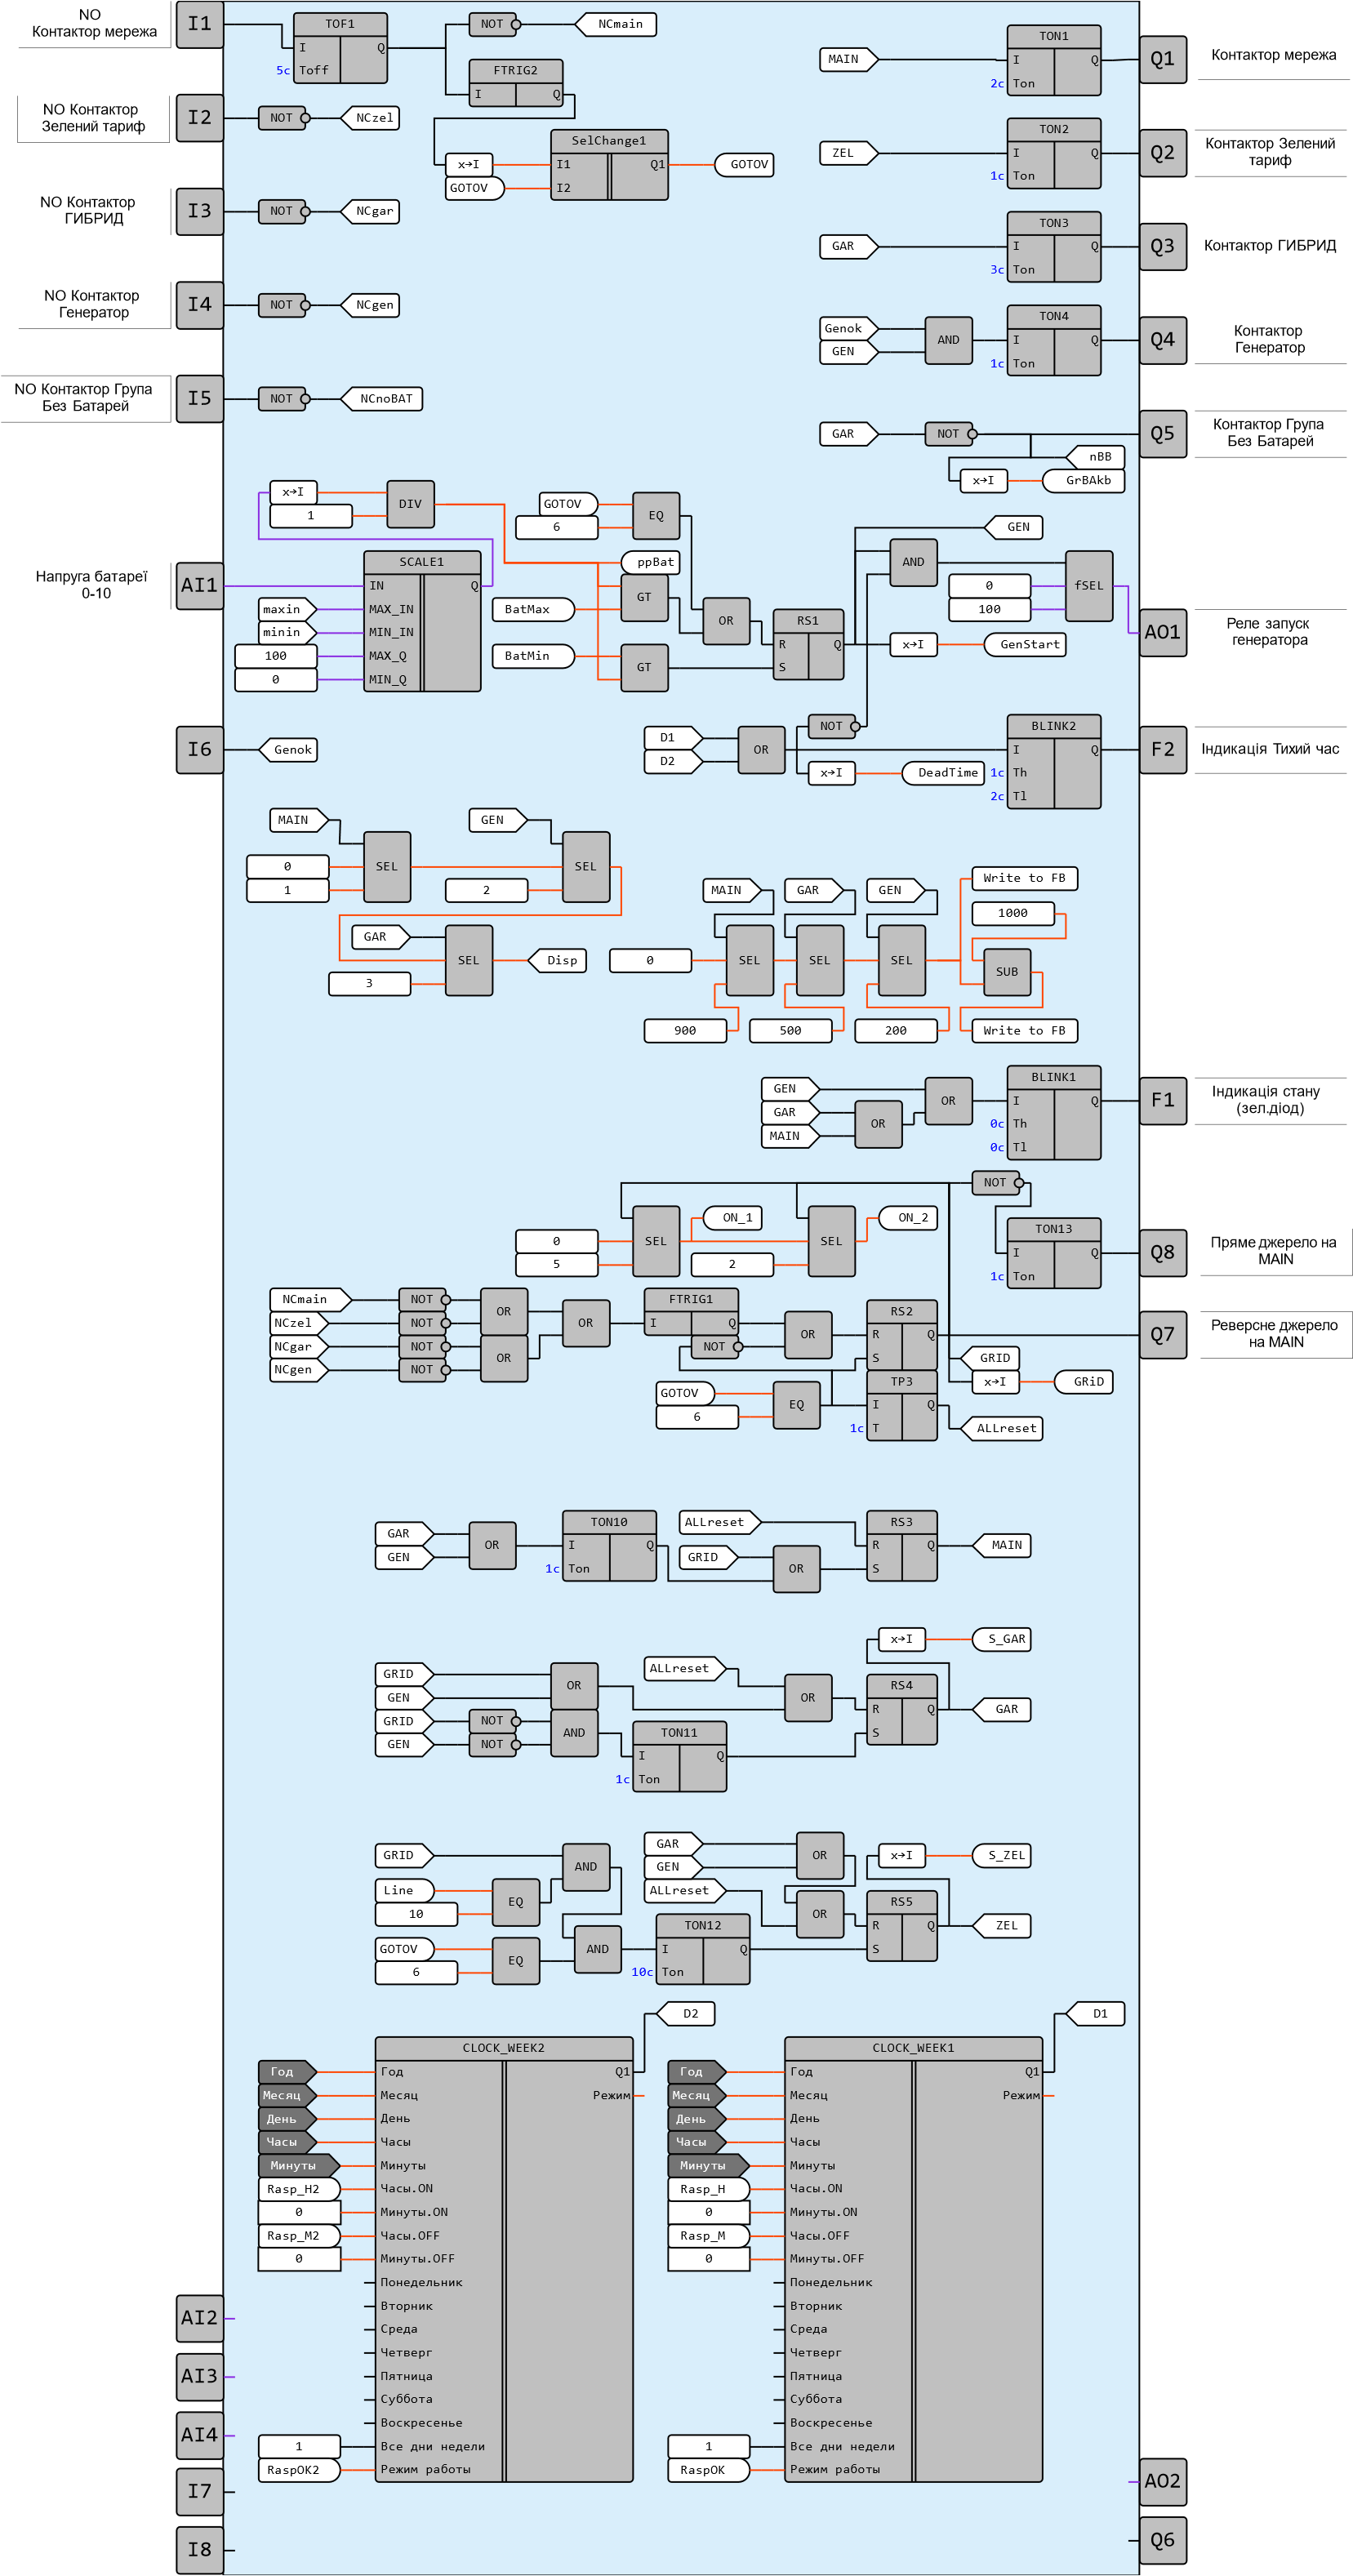 NO
Контактор мережа
I1
TOF1
I
Q
5c
Toff
NOT
NCmain
FTRIG2
I
Q
MAIN
TON1
I
Q
2c
Ton
Q1
Контактор мережа
NO Контактор
Зелений тариф
I2
NOT
NCzel
SelChange1
x→I
I1
Q1
GOTOV
GOTOV
I2
ZEL
TON2
I
Q
1c
Ton
Q2
Контактор Зелений
тариф
NO Контактор
ГИБРИД
I3
NOT
NCgar
GAR
TON3
I
Q
3c
Ton
Q3
Контактор ГИБРИД
NO Контактор
Генератор
I4
NOT
NCgen
Genok
GEN
AND
TON4
I
Q
1c
Ton
Q4
Контактор
Генератор
NO Контактор Група
Без Батарей
I5
NOT
NCnoBAT
GAR
NOT
Q5
Контактор Група
Без Батарей
nBB
x→I
GrBAkb
x→I
1
DIV
GOTOV
6
EQ
GEN
Напруга батареї
0-10
AI1
SCALE1
IN
Q
maxin
MAX_IN
minin
MIN_IN
100
MAX_Q
0
MIN_Q
ppBat
BatMax
GT
BatMin
GT
OR
RS1
R
Q
S
AND
0
100
fSEL
x→I
GenStart
AO1
Реле запуск
генератора
I6
Genok
D1
D2
OR
NOT
x→I
DeadTime
BLINK2
I
Q
1c
Th
2c
Tl
F2
Індикація Тихий час
MAIN
0
1
SEL
GEN
2
SEL
GAR
3
SEL
Disp
MAIN
GAR
GEN
Write to FB
1000
0
SEL
SEL
SEL
SUB
900
500
200
Write to FB
GEN
GAR
MAIN
OR
OR
BLINK1
I
Q
0c
Th
0c
Tl
F1
Індикація стану
(зел.діод)
NOT
0
5
SEL
ON_1
2
SEL
ON_2
TON13
I
Q
1c
Ton
Q8
Пряме джерело на
MAIN
NCmain
NOT
NCzel
NOT
NCgar
NOT
NCgen
NOT
OR
OR
OR
FTRIG1
I
Q
NOT
OR
RS2
R
Q
S
Q7
Реверсне джерело
на MAIN
GRID
x→I
GRiD
GOTOV
6
EQ
TP3
I
Q
1c
T
ALLreset
GAR
GEN
OR
TON10
I
Q
1c
Ton
ALLreset
GRID
OR
RS3
R
Q
S
MAIN
x→I
S_GAR
GRID
GEN
OR
GRID
NOT
GEN
NOT
AND
ALLreset
OR
TON11
I
Q
1c
Ton
RS4
R
Q
S
GAR
GRID
Line
10
EQ
AND
GOTOV
6
EQ
AND
GAR
GEN
OR
ALLreset
OR
TON12
I
Q
10c
Ton
x→I
S_ZEL
RS5
R
Q
S
ZEL
D2
CLOCK_WEEK2
Год
Год
Q1
Месяц
Месяц
Режим
День
День
Часы
Часы
Минуты
Минуты
Rasp_H2
Часы.ON
0
Минуты.ON
Rasp_M2
Часы.OFF
0
Минуты.OFF
Понедельник
Вторник
Среда
Четверг
Пятница
Суббота
Воскресенье
1
Все дни недели
RaspOK2
Режим работы
D1
CLOCK_WEEK1
Год
Год
Q1
Месяц
Месяц
Режим
День
День
Часы
Часы
Минуты
Минуты
Rasp_H
Часы.ON
0
Минуты.ON
Rasp_M
Часы.OFF
0
Минуты.OFF
Понедельник
Вторник
Среда
Четверг
Пятница
Суббота
Воскресенье
1
Все дни недели
RaspOK
Режим работы
AI2
AI3
AI4
I7
I8
AO2
Q6